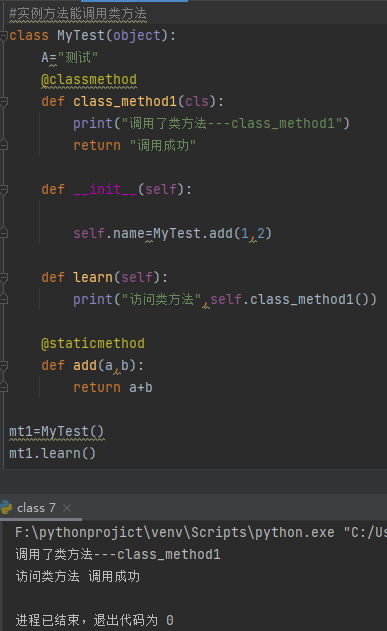 #实例方法能调用类方法
class MyTest(object):
A="测试"
@classmethod
def class_method1(cls):
print("调用了类方法---class_method1")
return "调用成功"
def __init__(self):
self.name=MyTest.add(1,2)
def learn(self):
print("访问类方法",self.class_method1())
@staticmethod
def add(a,b):
return a+b
mt1=MyTest()
mt1.learn()
class 7 ×
F:\pythonprojict\venv\Scripts\python.exe "C:/Us
调用了类方法---class_method1
访问类方法 调用成功
进程已结束，退出代码为 0